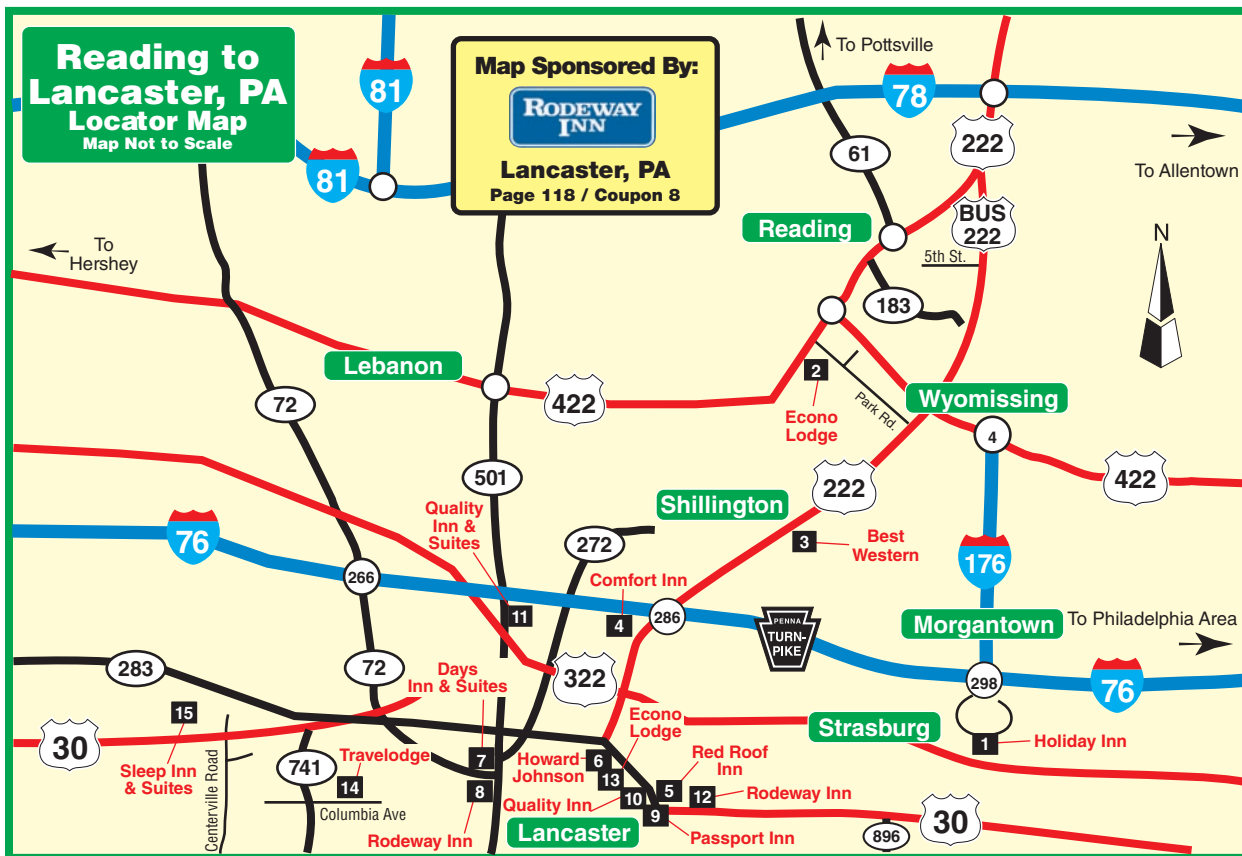 Reading to
Lancaster, PA
Locator Map
Map Not to Scale
81
81
Map Sponsored By:
RODEWAY
INN
Lancaster, PA
Page 118 / Coupon 8
To Pottsville
78
222
61
To Allentown
BUS
222
Reading
5th St.
N
To
Hershey
183
Lebanon
72
422
2
Econo
Lodge
Park Rd.
Wyomissing
4
422
501
222
Shillington
Quality
Inn &
Suites
76
272
3
Best
Western
176
266
Comfort Inn
11
4
286
PENNA
TURN-
PIKE
Morgantown
To Philadelphia Area
283
72
Days
Inn & Suites
322
298
76
15
30
Econo
Lodge
Strasburg
1
Holiday Inn
Centerville Road
Sleep Inn
& Suites
741
Travelodge
14
7
Howard
Johnson
6
13
Red Roof
Inn
5
8
Quality Inn
10
12
Rodeway Inn
Columbia Ave
9
Rodeway Inn
Lancaster
Passport Inn
896
30